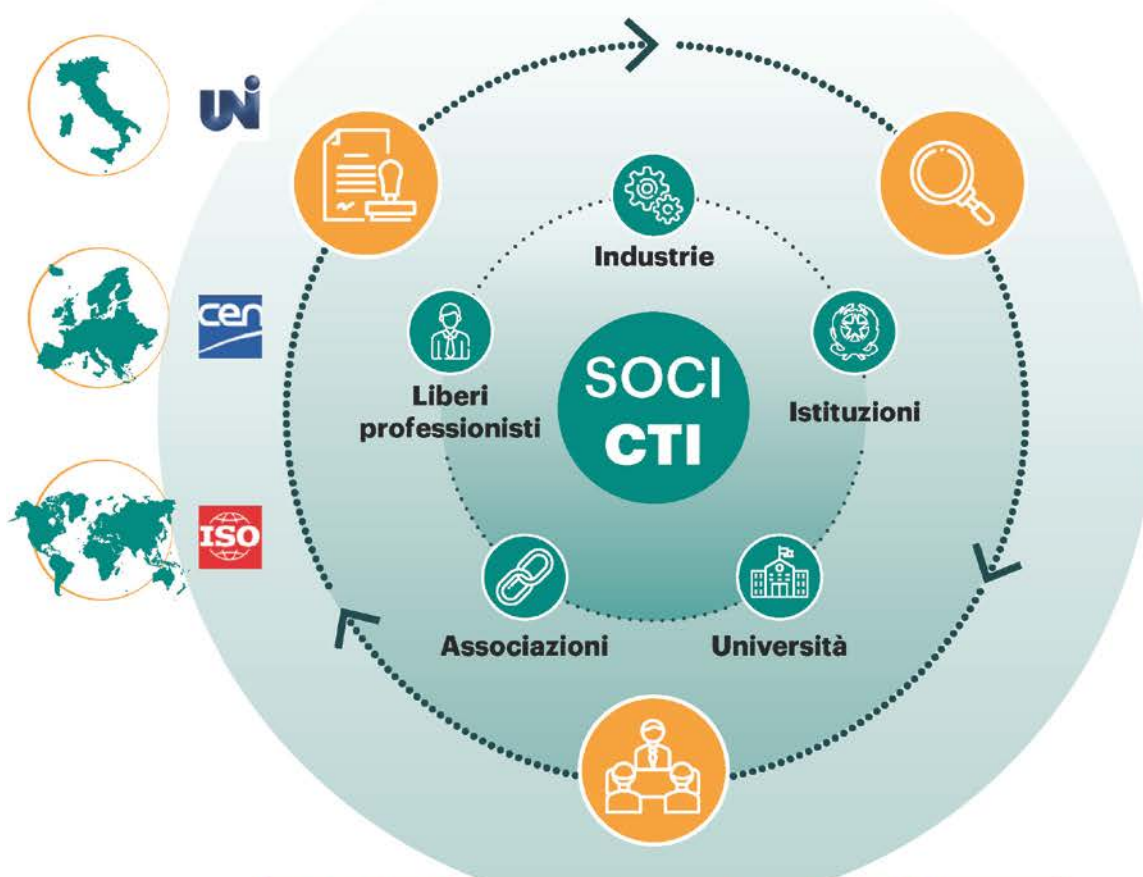 UNI
Industrie
cen
Liberi
professionisti
SOCI
CTI
Istituzioni
ISO
Associazioni
Università